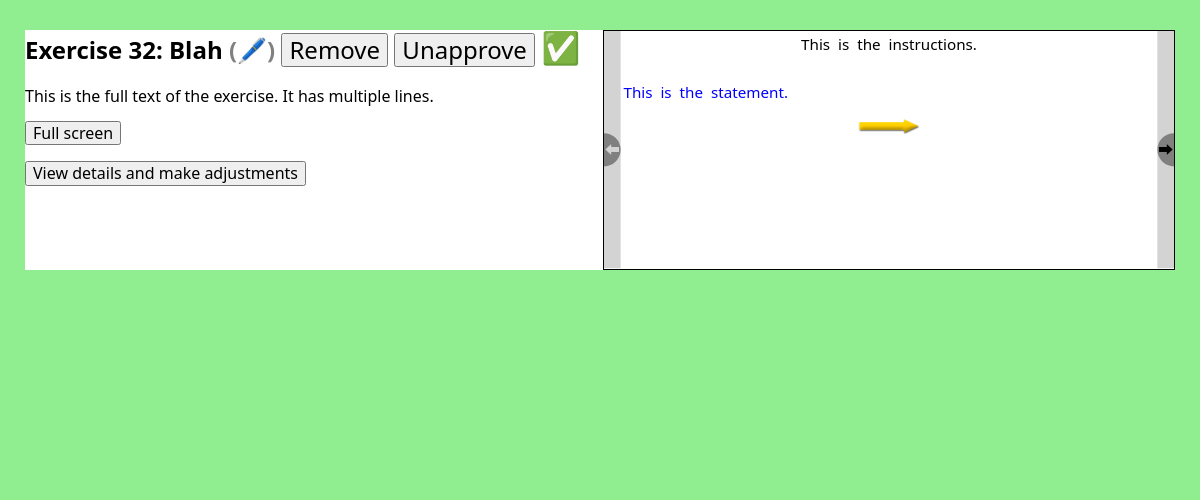 Exercise 32: Blah (🖊️) Remove Unapprove ✅
This is the full text of the exercise. It has multiple lines.
Full screen
View details and make adjustments
This is the instructions.
This is the statement.